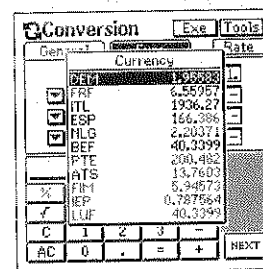 Conversion Exe Tools
Rate
Currency
DEM 1.95583
FRF 6.55957
ITL 1936.27
ESP 166.386
NLG 2.20371
BEF 40.3399
PTE 200.482
ATS 13.7603
FIM 5.94573
IEP 0.787564
LUF 40.3399
% 
√
C 1 2 3 -
AC 0 . = + NEXT